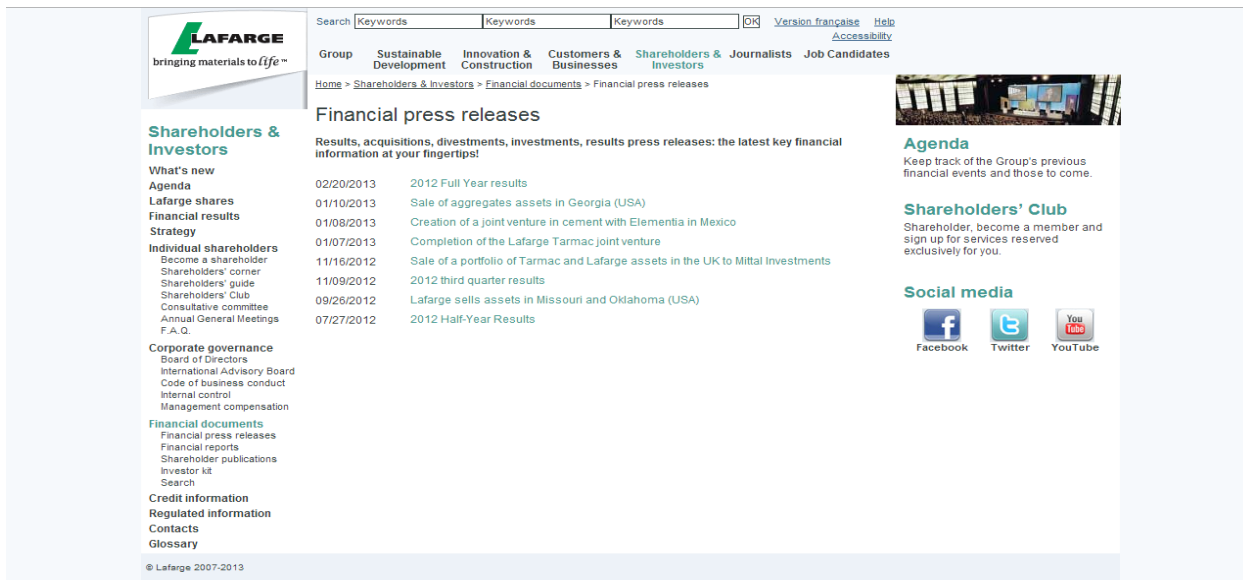 LAFARGE
bringing materials to life ™
Search Keywords Keywords Keywords OK Version française Help
Accessibility
Group Sustainable Development Innovation & Construction Customers & Businesses Shareholders & Investors Journalists Job Candidates
Home > Shareholders & Investors > Financial documents > Financial press releases
Shareholders &
Investors
What's new
Agenda
Lafarge shares
Financial results
Strategy
Individual shareholders
Become a shareholder
Shareholders' corner
Shareholders' guide
Shareholders' Club
Consultative committee
Annual General Meetings
F.A.Q.
Corporate governance
Board of Directors
International Advisory Board
Code of business conduct
Internal control
Management compensation
Financial documents
Financial press releases
Financial reports
Shareholder publications
Investor kit
Search
Credit information
Regulated information
Contacts
Glossary
Financial press releases
Results, acquisitions, divestments, investments, results press releases: the latest key financial
information at your fingertips!
02/20/2013 2012 Full Year results
01/10/2013 Sale of aggregates assets in Georgia (USA)
01/08/2013 Creation of a joint venture in cement with Elementia in Mexico
01/07/2013 Completion of the Lafarge Tarmac joint venture
11/16/2012 Sale of a portfolio of Tarmac and Lafarge assets in the UK to Mittal Investments
11/09/2012 2012 third quarter results
09/26/2012 Lafarge sells assets in Missouri and Oklahoma (USA)
07/27/2012 2012 Half-Year Results
Agenda
Keep track of the Group's previous
financial events and those to come.
Shareholders' Club
Shareholder, become a member and
sign up for services reserved
exclusively for you.
Social media
You
Tube
Facebook Twitter YouTube
© Lafarge 2007-2013